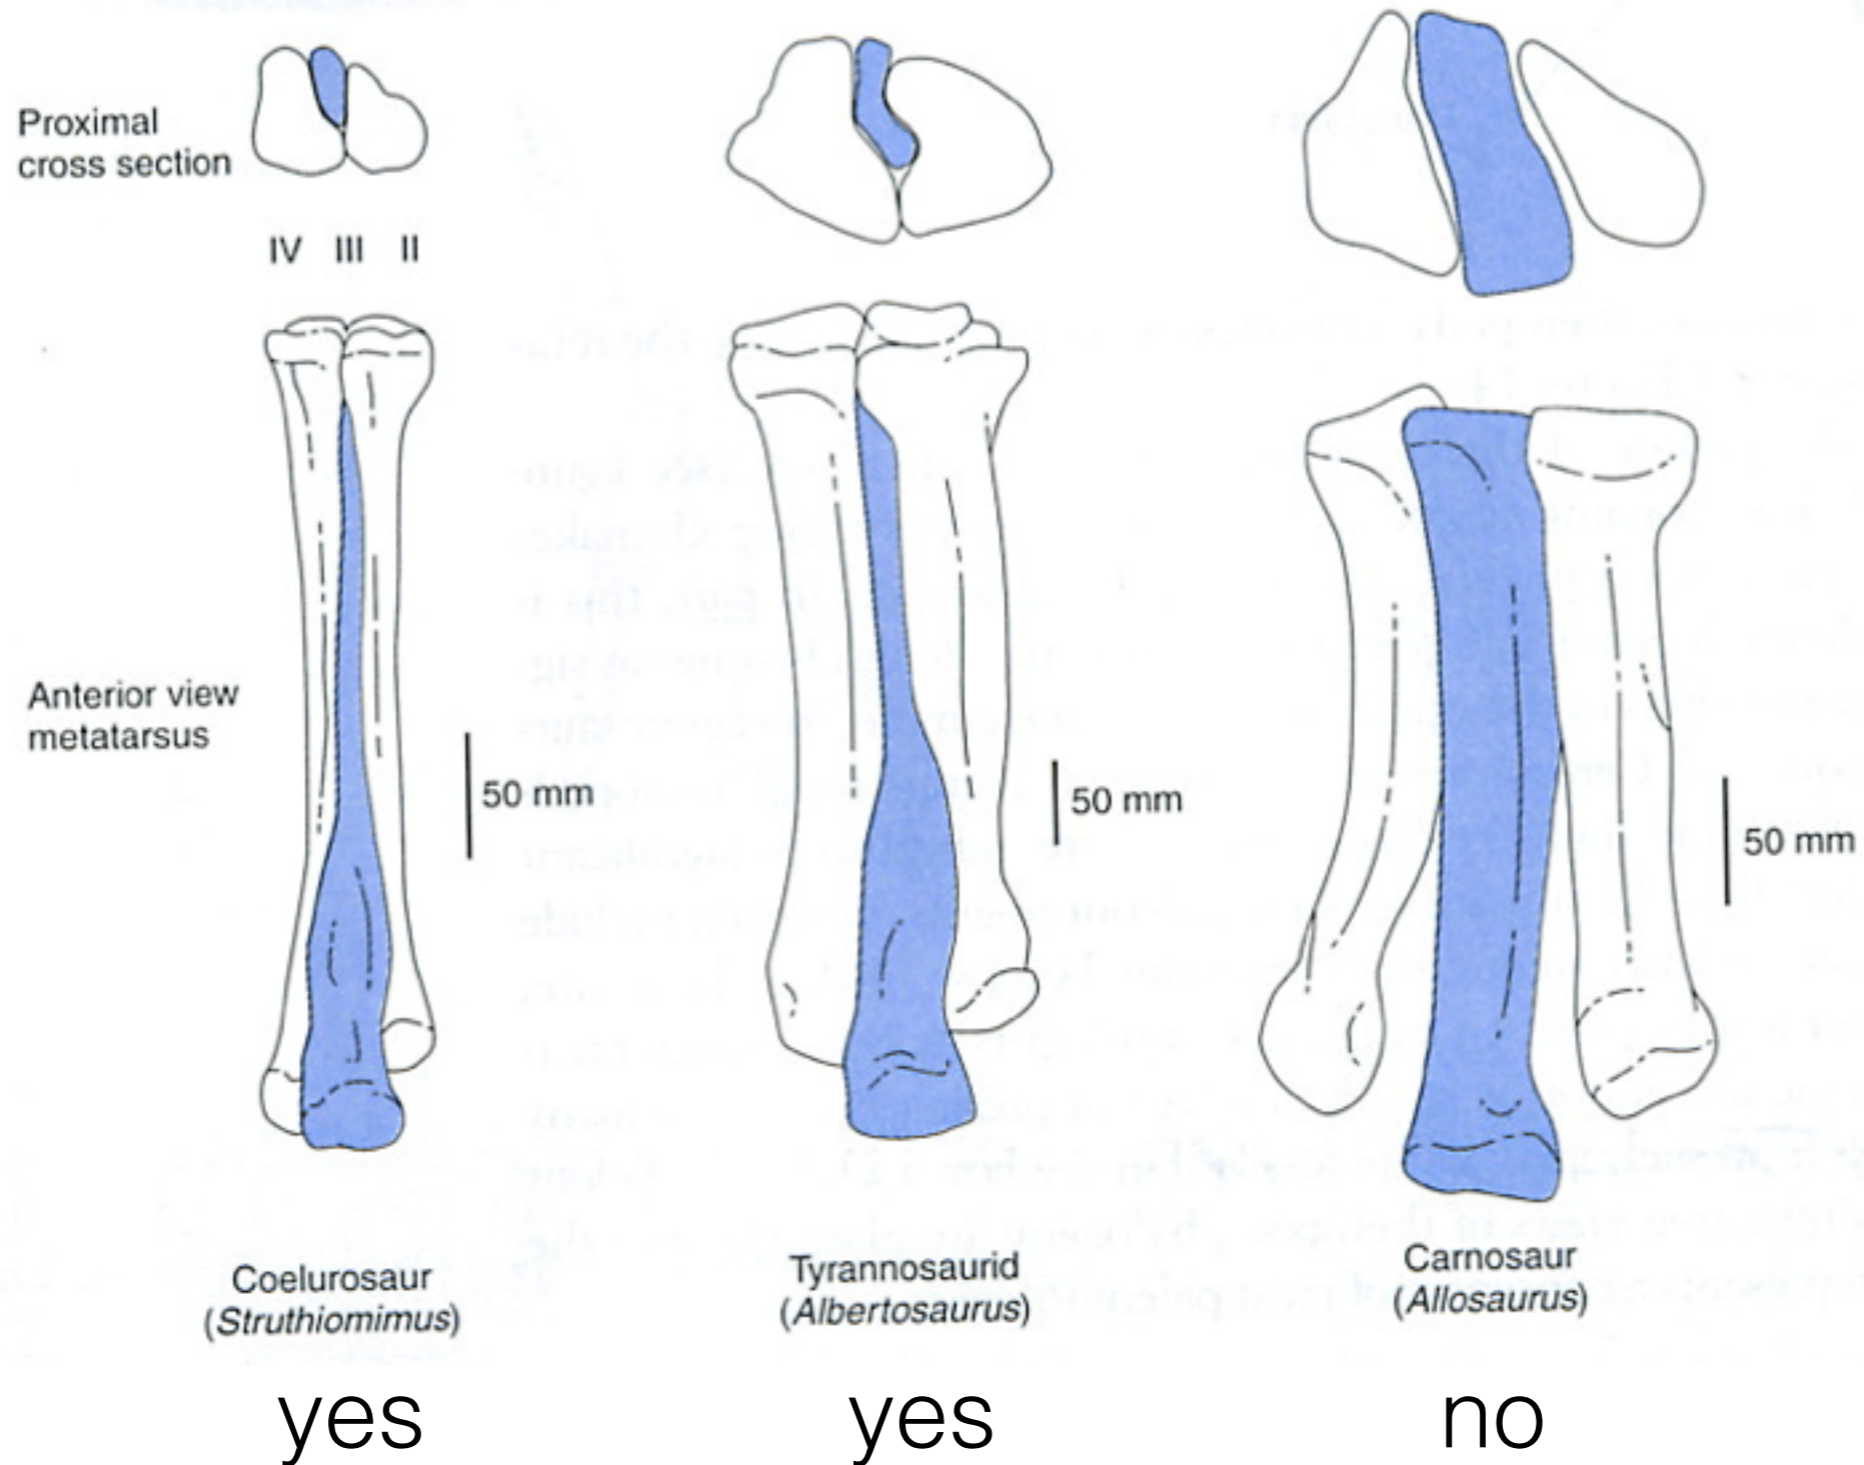 Proximal
cross section
IV III II
Anterior view
metatarsus
50 mm
50 mm
50 mm
Coelurosaur
(Struthiomimus)
Tyrannosaurid
(Albertosaurus)
Carnosaur
(Allosaurus)
yes
yes
no